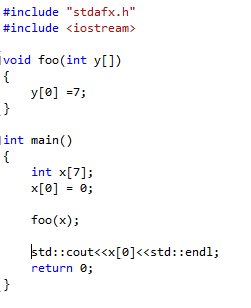 #include "stdafx.h"
#include <iostream>
void foo(int y[])
{
y[0] =7;
}
int main()
{
int x[7];
x[0] = 0;
foo(x);
std::cout<<x[0]<<std::endl;
return 0;
}